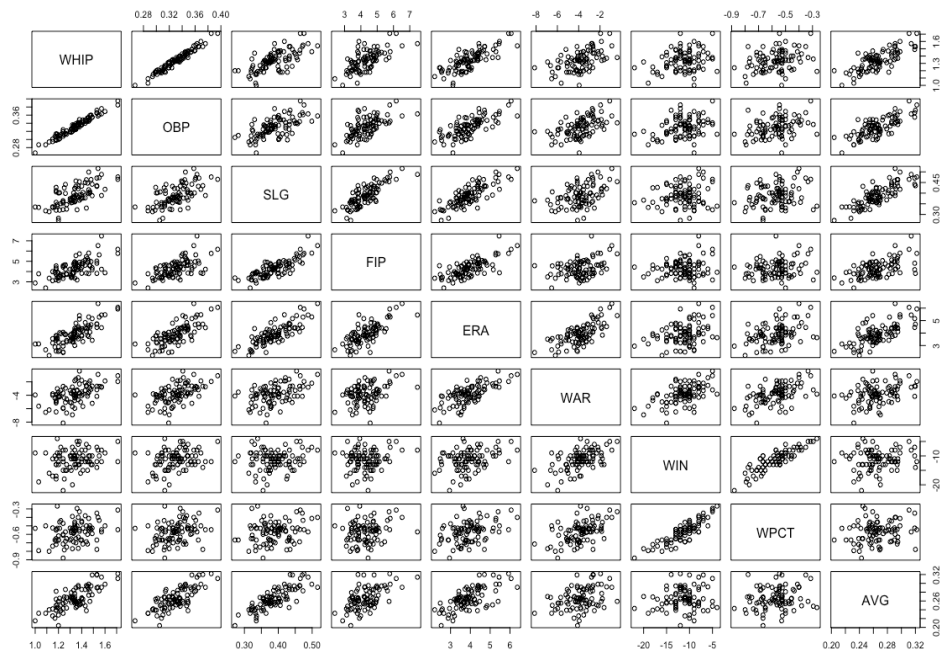 0.28 0.34 0.40 3 4 5 6 7 -8 -6 -4 -2 -0.9 -0.7 -0.5 -0.3
WHIP
1.0 1.3 1.6
0.28 0.36
OBP
SLG
0.30 0.45
3 5 7
FIP
ERA
3 5
-8 -4
WAR
WIN
-20 -10
-0.9 -0.6 -0.3
WPCT
AVG
0.20 0.26 0.32
1.0 1.2 1.4 1.6 0.30 0.40 0.50 2 3 4 5 6 -20 -15 -10 -5 0.20 0.24 0.28 0.32